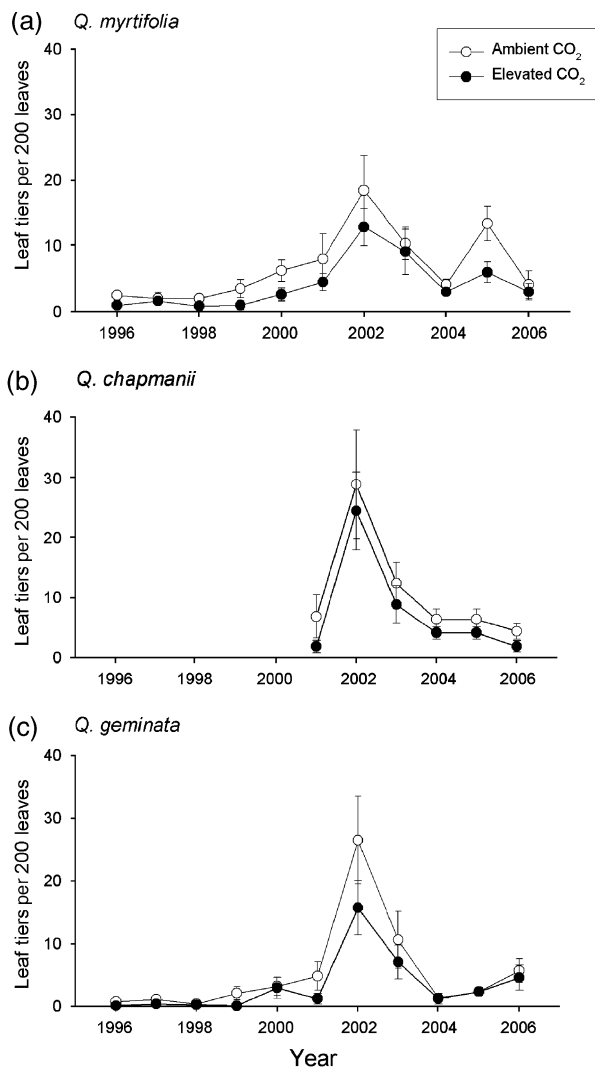 (a) Q. myrtifolia
Ambient CO2
Elevated CO2
Leaf tiers per 200 leaves
40
30
20
10
0
1996 1998 2000 2002 2004 2006
(b) Q. chapmanii
Leaf tiers per 200 leaves
40
30
20
10
0
1996 1998 2000 2002 2004 2006
(c) Q. geminata
Leaf tiers per 200 leaves
40
30
20
10
0
1996 1998 2000 2002 2004 2006
Year